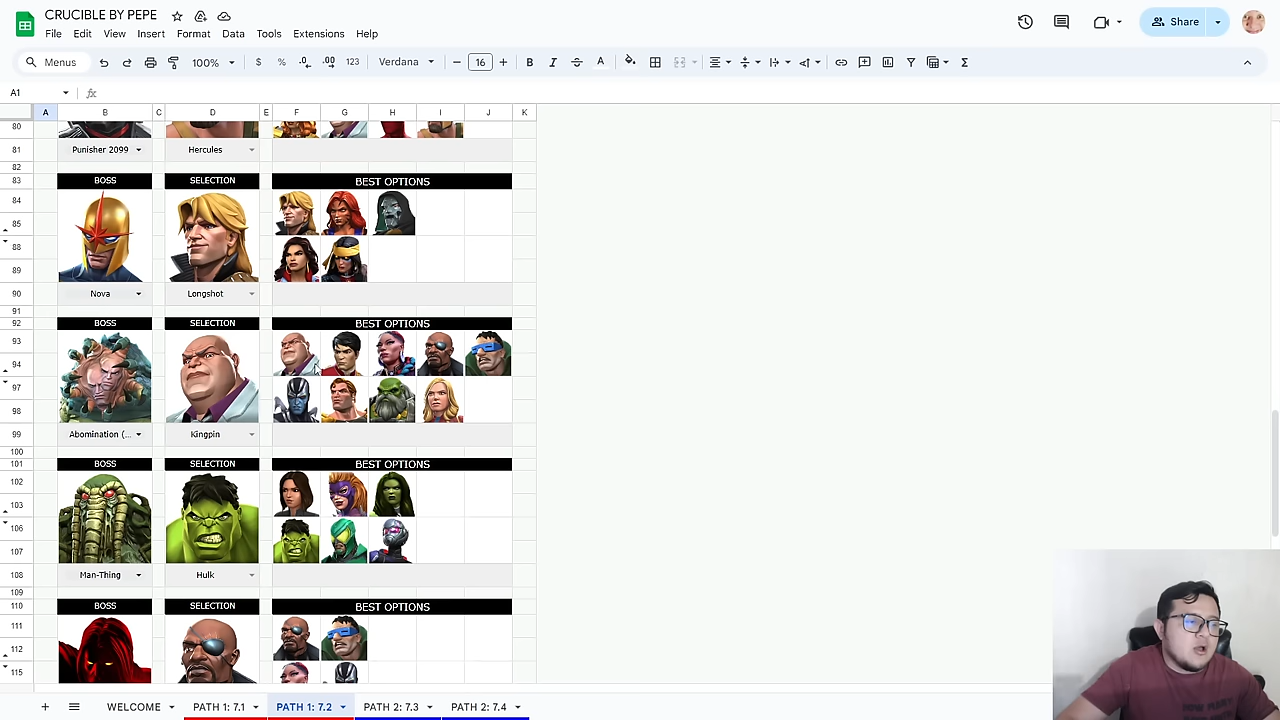 CRUCIBLE BY PEPE
File Edit View Insert Format Data Tools Extensions Help
Share
Menus 100% $ % .0 .00 123 Verdana 16 B I A Σ
A1 fx
A B C D E F G H I J K
80
81 Punisher 2099 Hercules
82
83 BOSS SELECTION BEST OPTIONS
84
85
88
89
90 Nova Longshot
91
92 BOSS SELECTION BEST OPTIONS
93
94
97
98
99 Abomination (... Kingpin
100
101 BOSS SELECTION BEST OPTIONS
102
103
106
107
108 Man-Thing Hulk
109
110 BOSS SELECTION BEST OPTIONS
111
112
115
WELCOME PATH 1: 7.1 PATH 1: 7.2 PATH 2: 7.3 PATH 2: 7.4